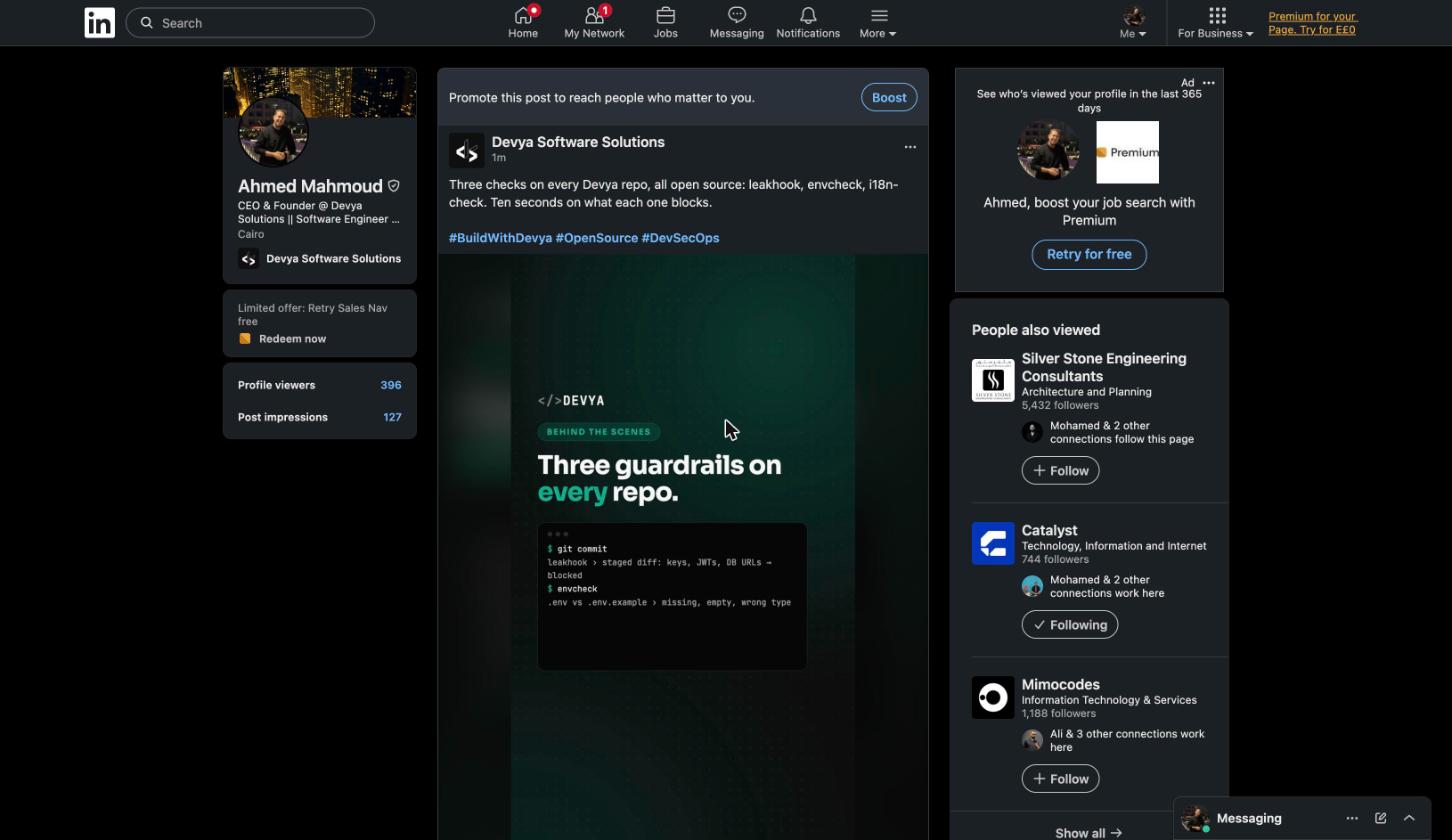 in
Search
Home
1
My Network
Jobs
Messaging
Notifications
More
Me
For Business
Premium for your
Page. Try for E£0
Ahmed Mahmoud
CEO & Founder @ Devya
Solutions || Software Engineer ...
Cairo
Devya Software Solutions
Limited offer: Retry Sales Nav
free
Redeem now
Profile viewers 396
Post impressions 127
Promote this post to reach people who matter to you.
Boost
Devya Software Solutions
1m
Three checks on every Devya repo, all open source: leakhook, envcheck, i18n-
check. Ten seconds on what each one blocks.
#BuildWithDevya #OpenSource #DevSecOps
</>DEVYA
BEHIND THE SCENES
Three guardrails on
every repo.
$ git commit
leakhook › staged diff: keys, JWTs, DB URLs →
blocked
$ envcheck
.env vs .env.example › missing, empty, wrong type
Ad
See who's viewed your profile in the last 365
days
Premium
Ahmed, boost your job search with
Premium
Retry for free
People also viewed
SILVER STONE
Silver Stone Engineering
Consultants
Architecture and Planning
5,432 followers
Mohamed & 2 other
connections follow this page
+ Follow
Catalyst
Technology, Information and Internet
744 followers
Mohamed & 2 other
connections work here
Following
Mimocodes
Information Technology & Services
1,188 followers
Ali & 3 other connections work
here
+ Follow
Show all →
Messaging